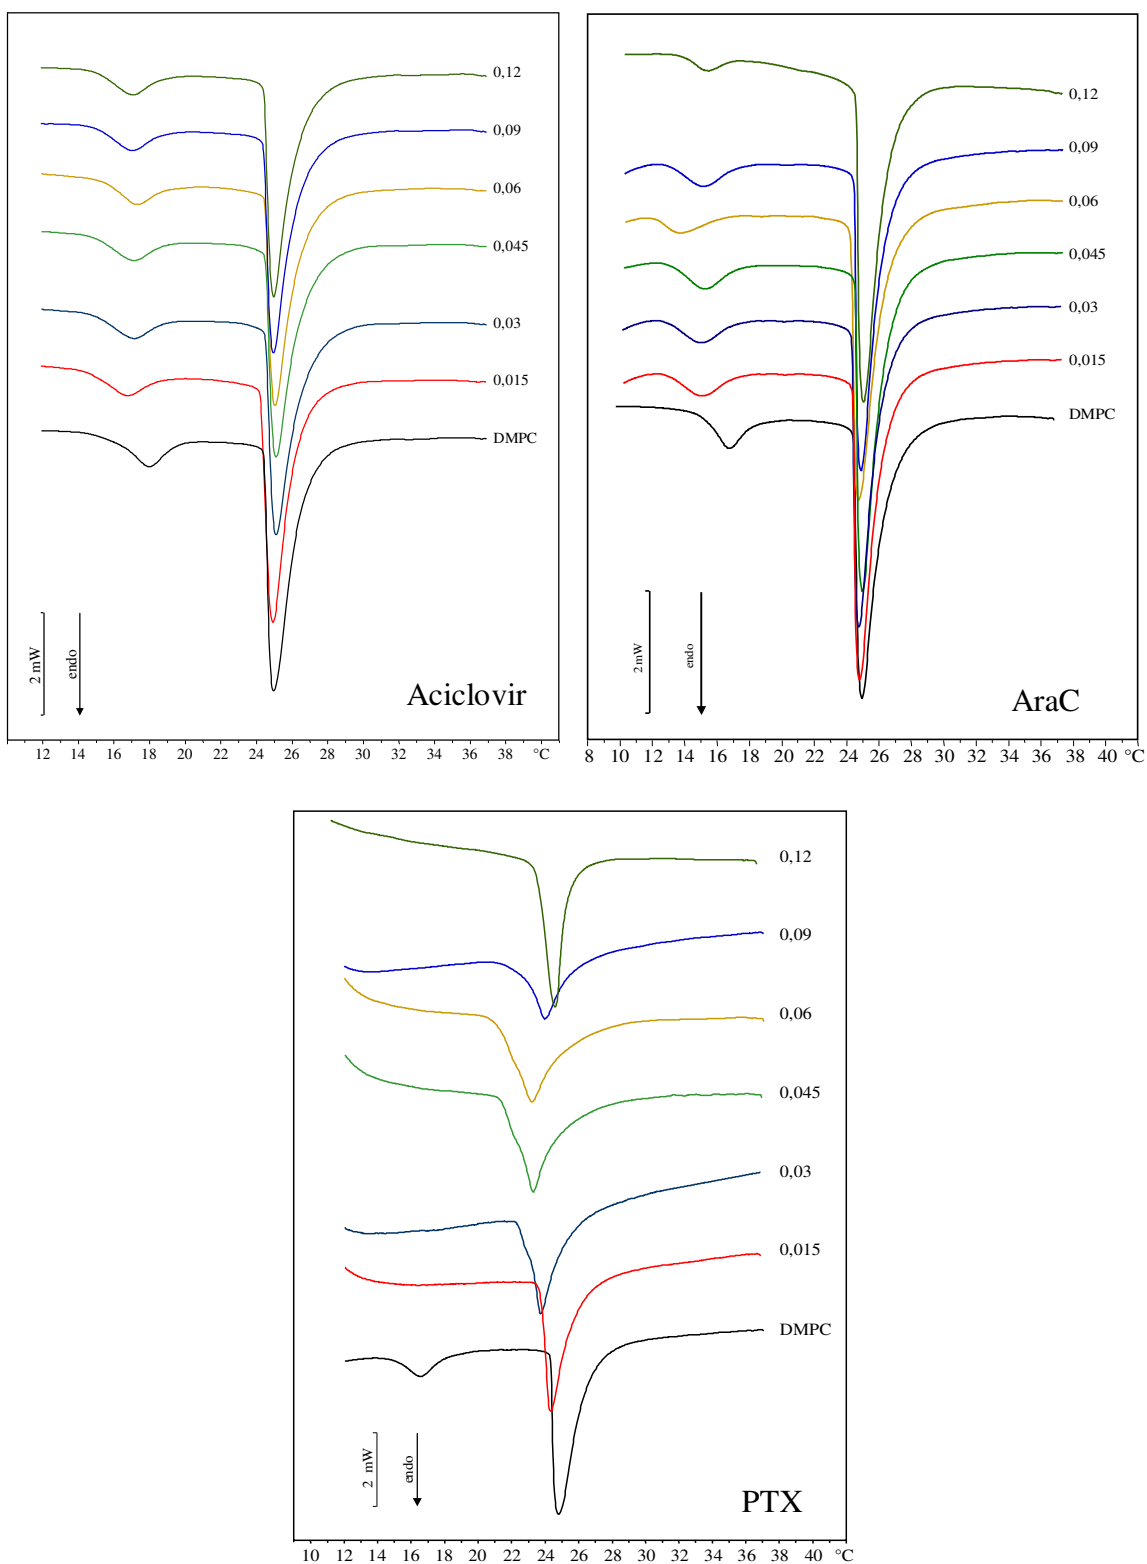 0,12
0,09
0,06
0,045
0,03
0,015
DMPC
2 mW
endo
Aciclovir
12 14 16 18 20 22 24 26 28 30 32 34 36 38 °C
0,12
0,09
0,06
0,045
0,03
0,015
DMPC
2 mW
endo
AraC
8 10 12 14 16 18 20 22 24 26 28 30 32 34 36 38 40 42 °C
0,12
0,09
0,06
0,045
0,03
0,015
DMPC
2 mW
endo
PTX
10 12 14 16 18 20 22 24 26 28 30 32 34 36 38 40 °C